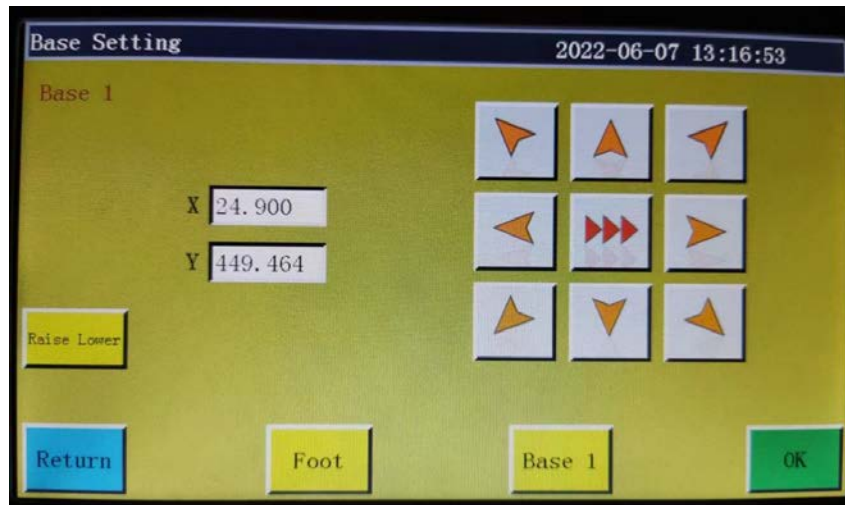 Base Setting 2022-06-07 13:16:53
Base 1
X 24.900
Y 449.464
Raise Lower
Return Foot Base 1 OK